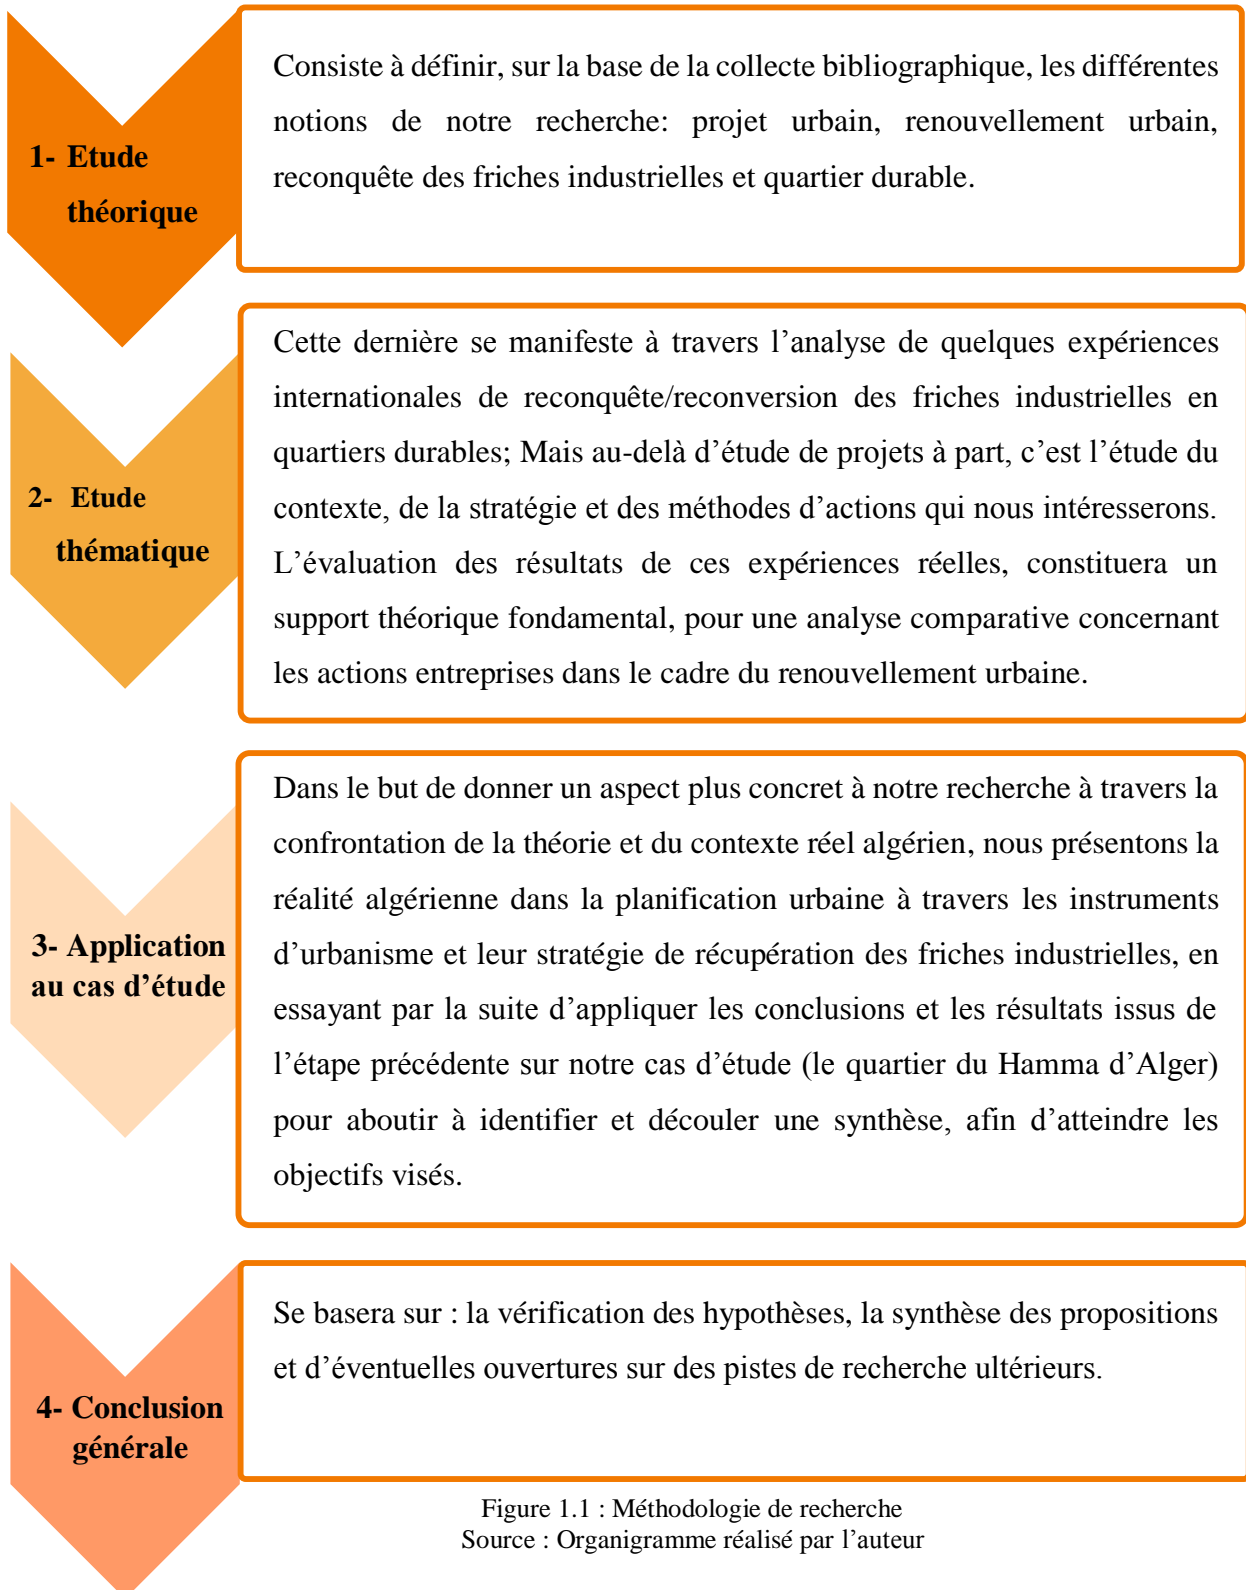 1- Etude
théorique
Consiste à définir, sur la base de la collecte bibliographique, les différentes
notions de notre recherche: projet urbain, renouvellement urbain,
reconquête des friches industrielles et quartier durable.
2- Etude
thématique
Cette dernière se manifeste à travers l’analyse de quelques expériences
internationales de reconquête/reconversion des friches industrielles en
quartiers durables; Mais au-delà d’étude de projets à part, c’est l’étude du
contexte, de la stratégie et des méthodes d’actions qui nous intéresserons.
L’évaluation des résultats de ces expériences réelles, constituera un
support théorique fondamental, pour une analyse comparative concernant
les actions entreprises dans le cadre du renouvellement urbaine.
3- Application
au cas d’étude
Dans le but de donner un aspect plus concret à notre recherche à travers la
confrontation de la théorie et du contexte réel algérien, nous présentons la
réalité algérienne dans la planification urbaine à travers les instruments
d’urbanisme et leur stratégie de récupération des friches industrielles, en
essayant par la suite d’appliquer les conclusions et les résultats issus de
l’étape précédente sur notre cas d’étude (le quartier du Hamma d’Alger)
pour aboutir à identifier et découler une synthèse, afin d’atteindre les
objectifs visés.
4- Conclusion
générale
Se basera sur : la vérification des hypothèses, la synthèse des propositions
et d’éventuelles ouvertures sur des pistes de recherche ultérieurs.
Figure 1.1 : Méthodologie de recherche
Source : Organigramme réalisé par l’auteur